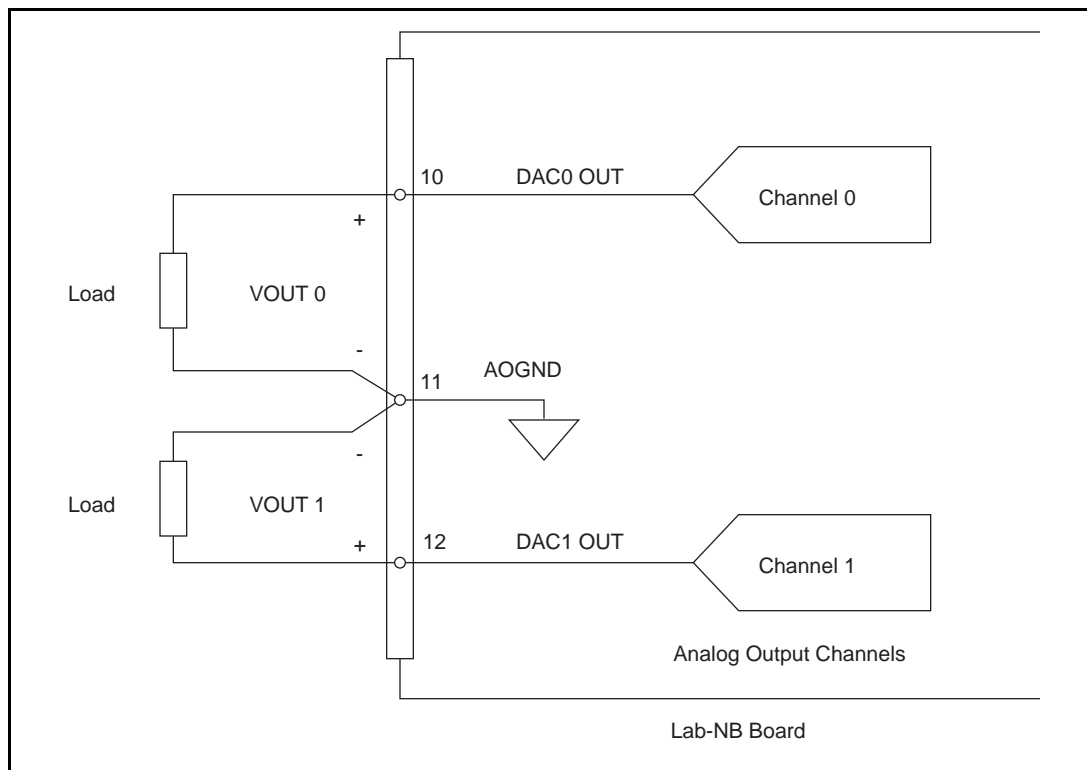 10
DAC0 OUT
Channel 0
+
Load
VOUT 0
-
11
AOGND
-
Load
VOUT 1
+
12
DAC1 OUT
Channel 1
Analog Output Channels
Lab-NB Board